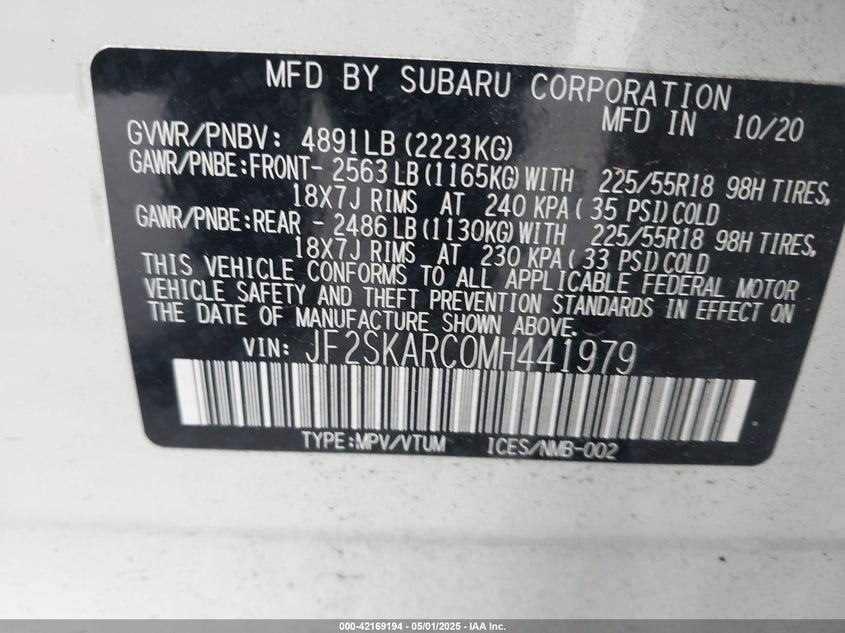 MFD BY SUBARU CORPORATION
MFD IN 10/20
GVWR/PNBV: 4891LB(2223KG)
GAWR/PNBE:FRONT- 2563LB(1165KG)WITH 225/55R18 98H TIRES,
18X7J RIMS AT 240 KPA(35 PSI)COLD
GAWR/PNBE:REAR - 2486LB(1130KG)WITH 225/55R18 98H TIRES,
18X7J RIMS AT 230 KPA(33 PSI)COLD
THIS VEHICLE CONFORMS TO ALL APPLICABLE FEDERAL MOTOR
VEHICLE SAFETY AND THEFT PREVENTION STANDARDS IN EFFECT ON
THE DATE OF MANUFACTURE SHOWN ABOVE.
VIN: JF2SKARC0MH441979
TYPE:MPV/VTUM ICES/NMB-002
000-42169194 - 05/01/2025 - IAA Inc.